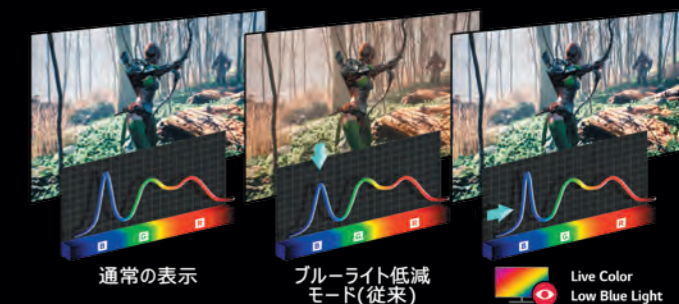 B G R
B G R
B G R
通常の表示
ブルーライト低減
モード(従来)
Live Color
Low Blue Light